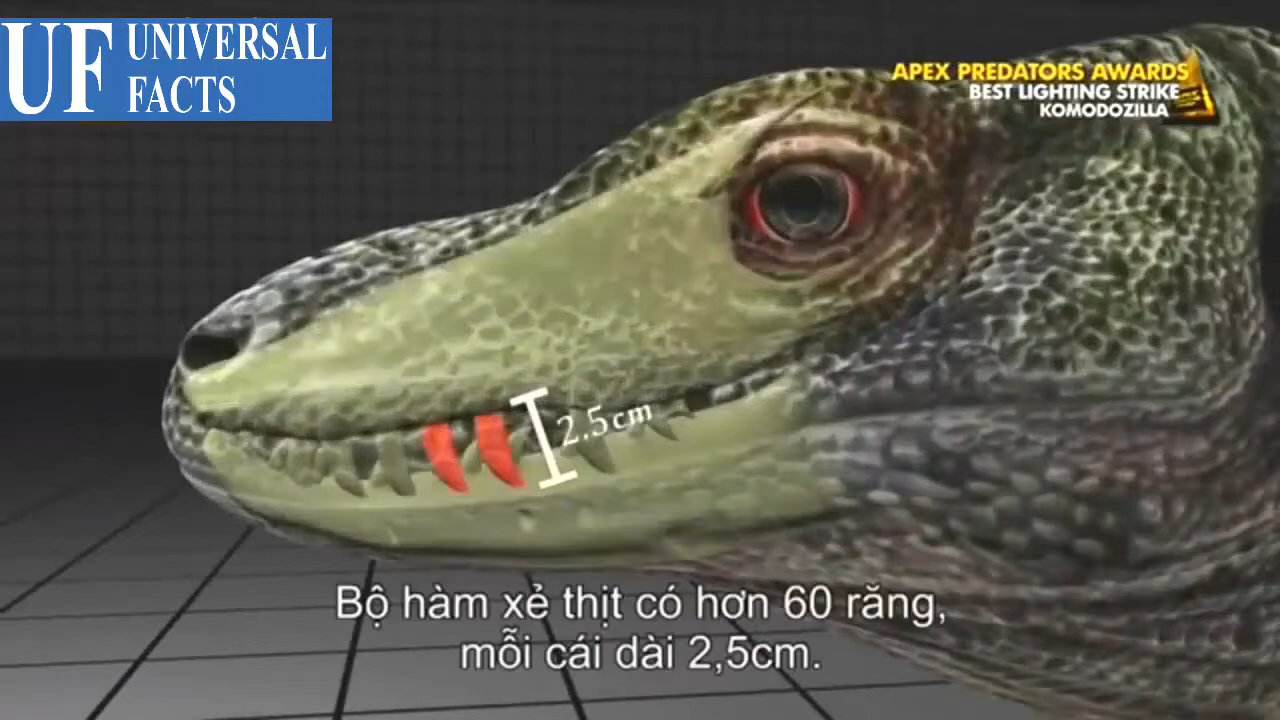 UF UNIVERSAL
FACTS
APEX PREDATORS AWARDS
BEST LIGHTING STRIKE
KOMODOZILLA
2.5cm
Bộ hàm xẻ thịt có hơn 60 răng,
mỗi cái dài 2,5cm.